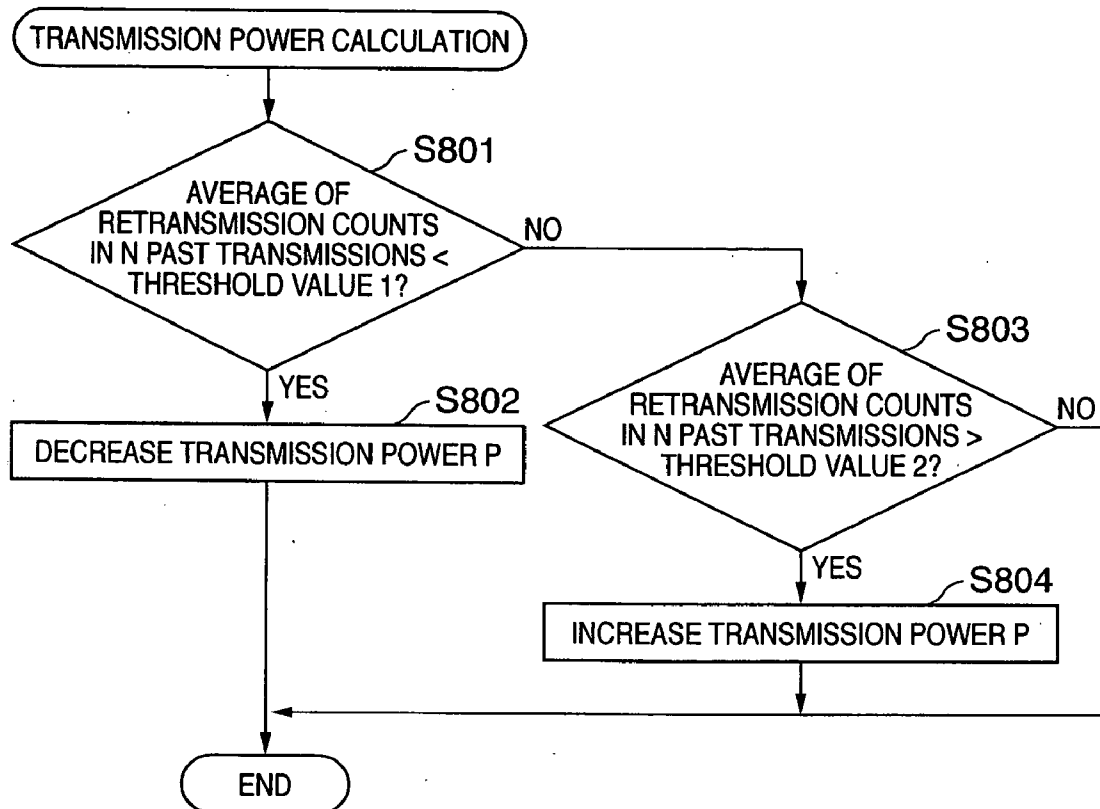 TRANSMISSION POWER CALCULATION
S801
AVERAGE OF
RETRANSMISSION COUNTS
IN N PAST TRANSMISSIONS <
THRESHOLD VALUE 1?
NO
YES
S802
DECREASE TRANSMISSION POWER P
S803
AVERAGE OF
RETRANSMISSION COUNTS
IN N PAST TRANSMISSIONS >
THRESHOLD VALUE 2?
NO
YES
S804
INCREASE TRANSMISSION POWER P
END